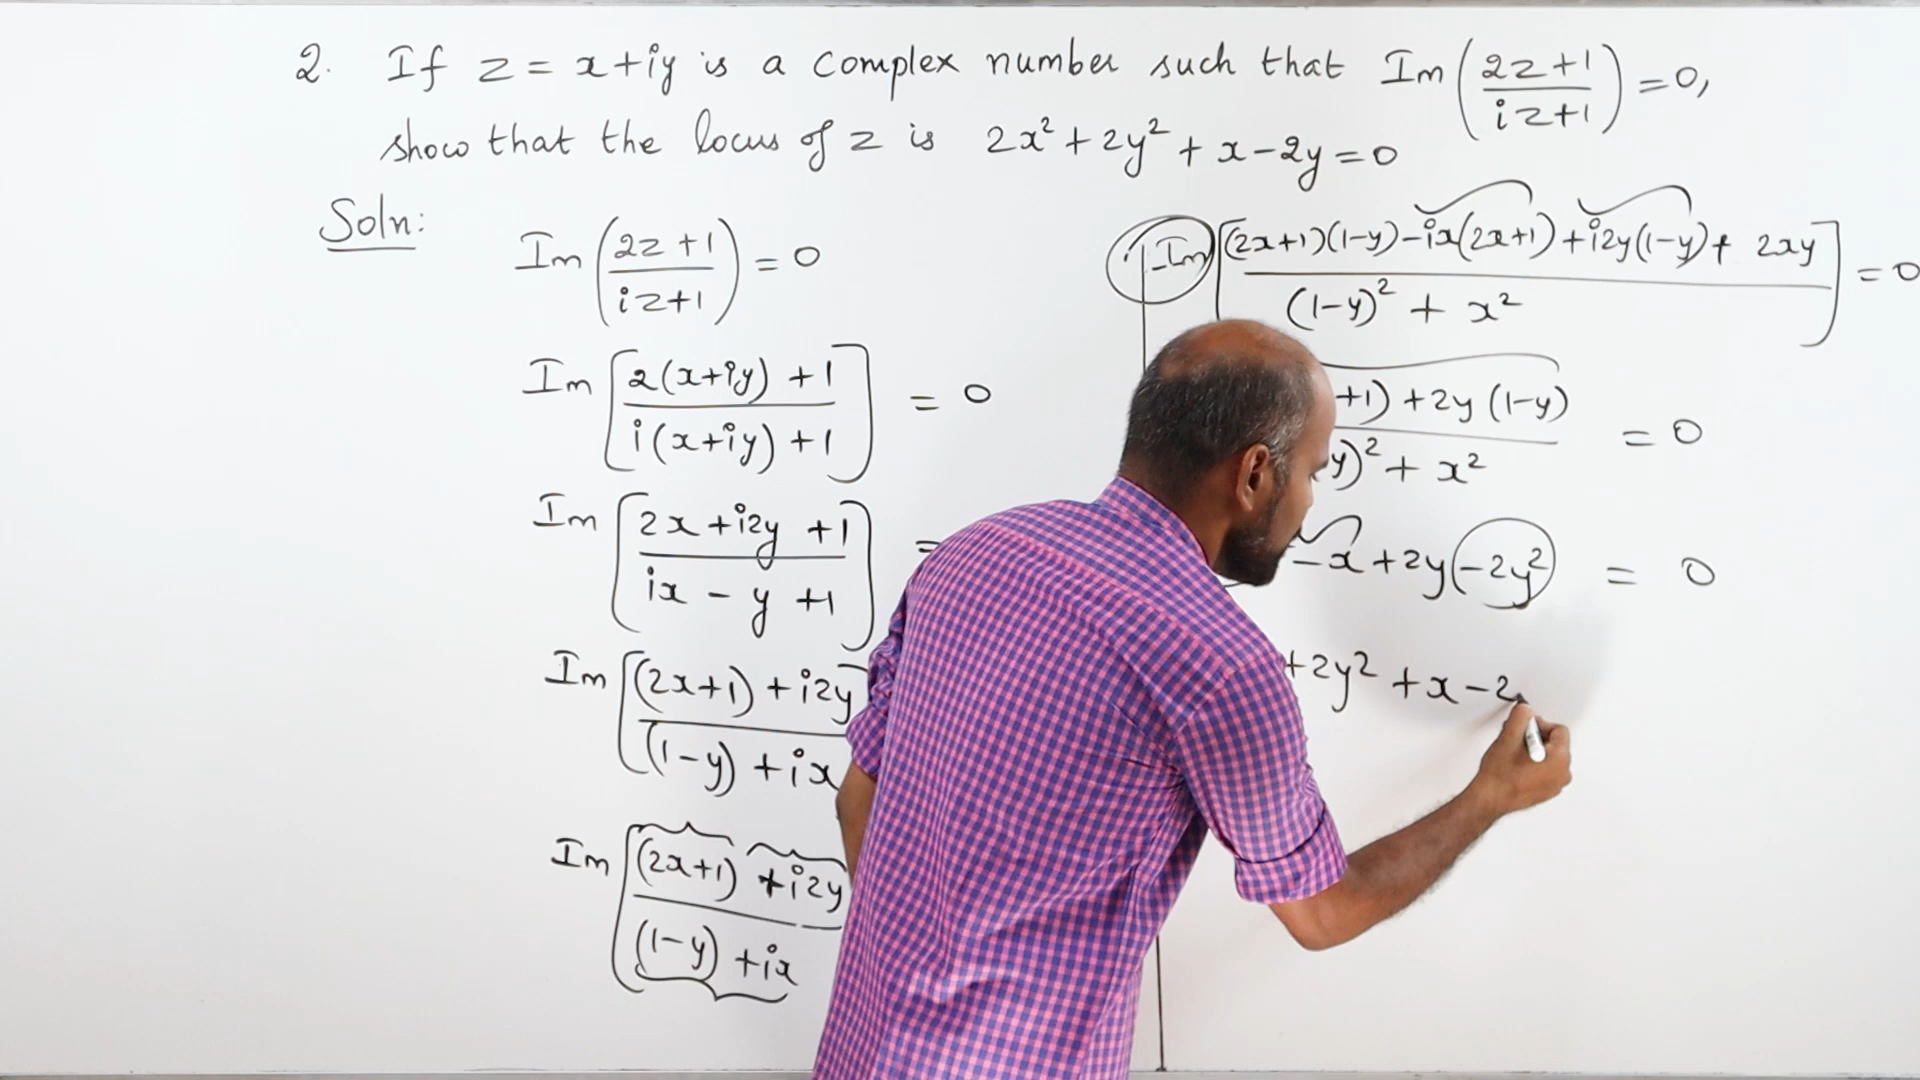 2. If z = x+iy is a complex number such that Im((2z+1)/(iz+1)) = 0,
show that the locus of z is 2x² + 2y² + x - 2y = 0
Soln:
Im((2z+1)/(iz+1)) = 0
Im[(2(x+iy)+1)/(i(x+iy)+1)] = 0
Im[(2x+i2y+1)/(ix-y+1)] =
Im[((2x+1)+i2y)/((1-y)+ix)
Im[((2x+1)+i2y)/((1-y)+ix)
Im[((2x+1)(1-y)-ix(2x+1)+i2y(1-y)+2xy)/((1-y)²+x²)] = 0
+1)+2y(1-y)
= 0
y)²+x²
-x+2y-2y² = 0
+2y²+x-2